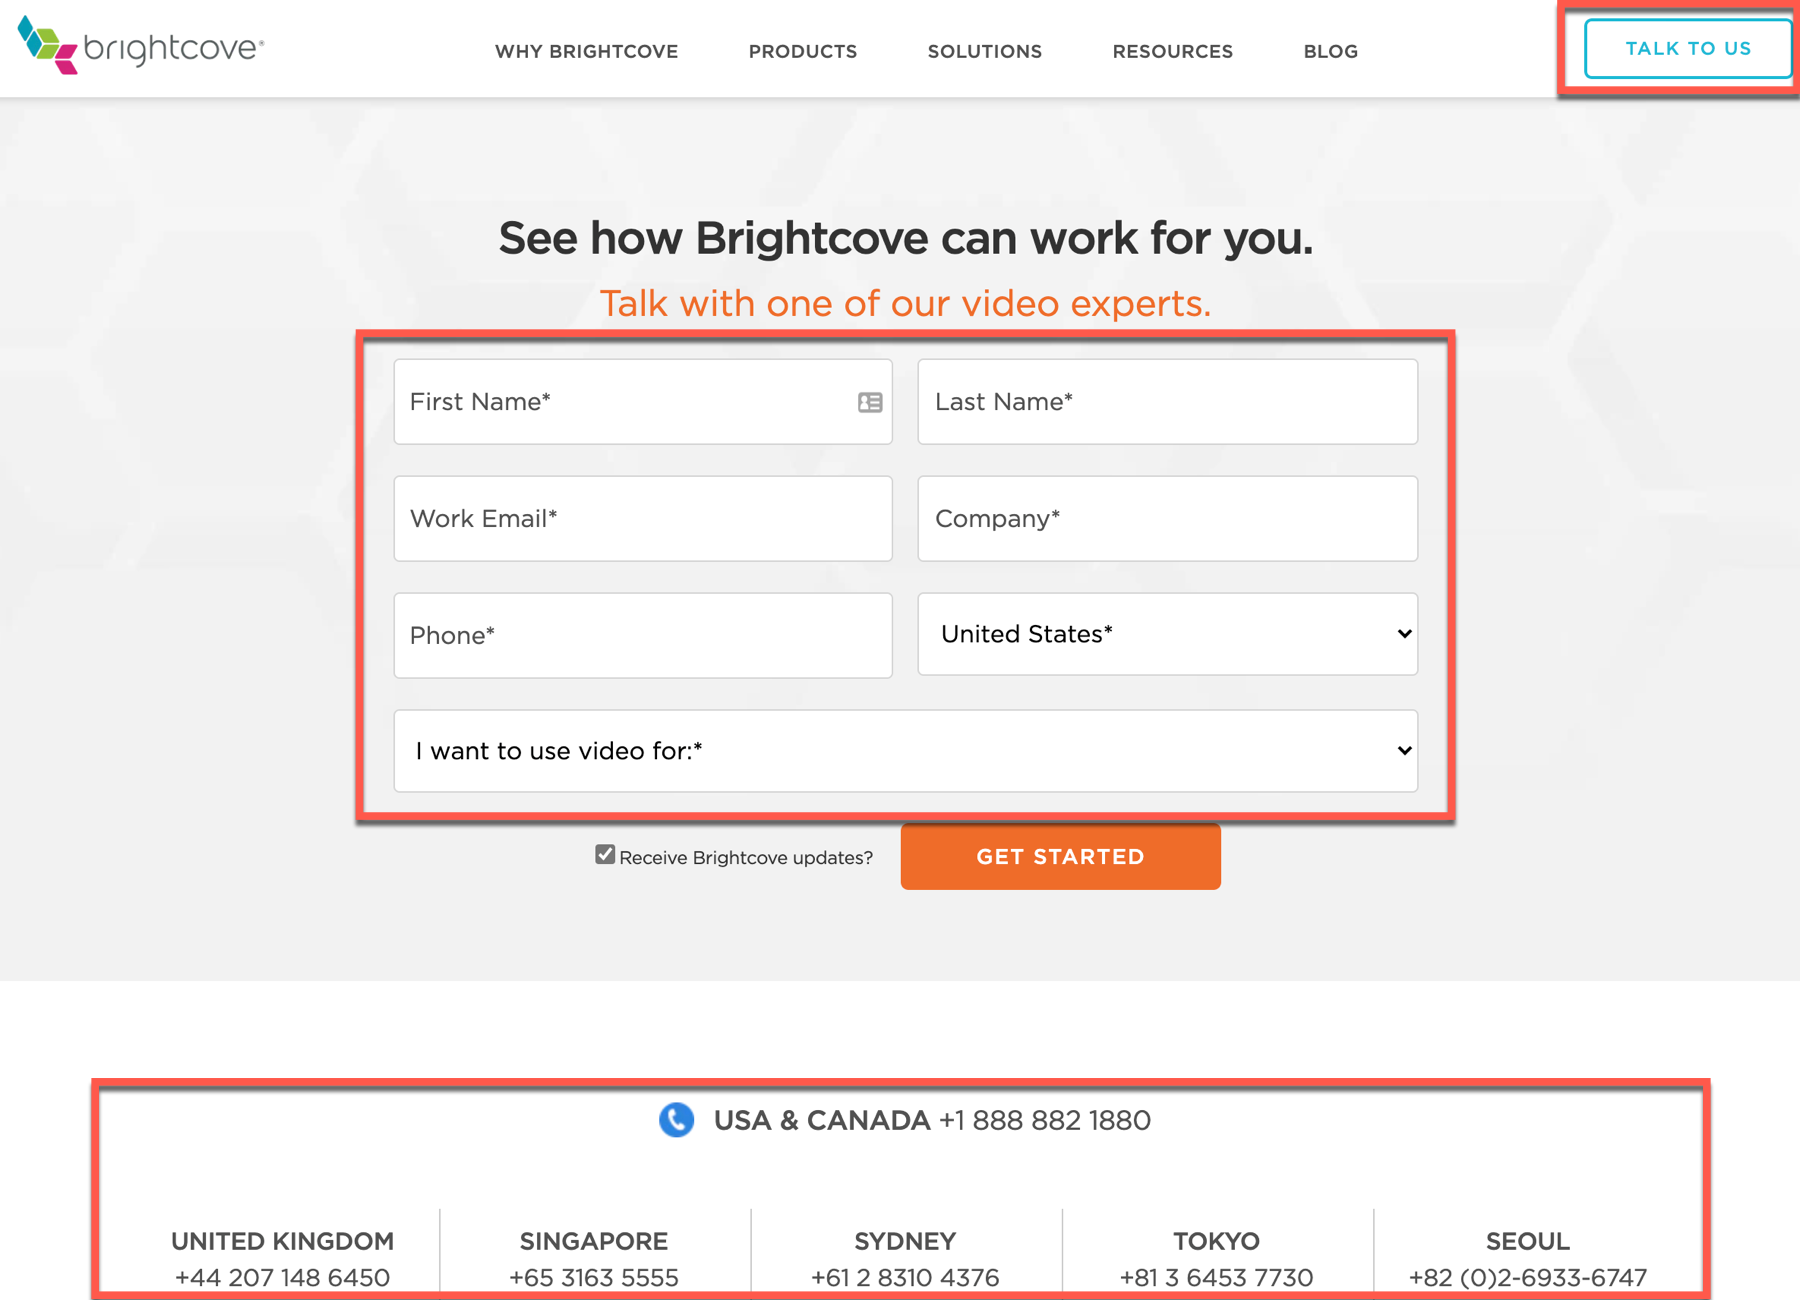 brightcove®
WHY BRIGHTCOVE
PRODUCTS
SOLUTIONS
RESOURCES
BLOG
TALK TO US
See how Brightcove can work for you.
Talk with one of our video experts.
First Name*
Last Name*
Work Email*
Company*
Phone*
United States*
I want to use video for:*
Receive Brightcove updates?
GET STARTED
USA & CANADA +1 888 882 1880
UNITED KINGDOM
+44 207 148 6450
SINGAPORE
+65 3163 5555
SYDNEY
+61 2 8310 4376
TOKYO
+81 3 6453 7730
SEOUL
+82 (0)2-6933-6747